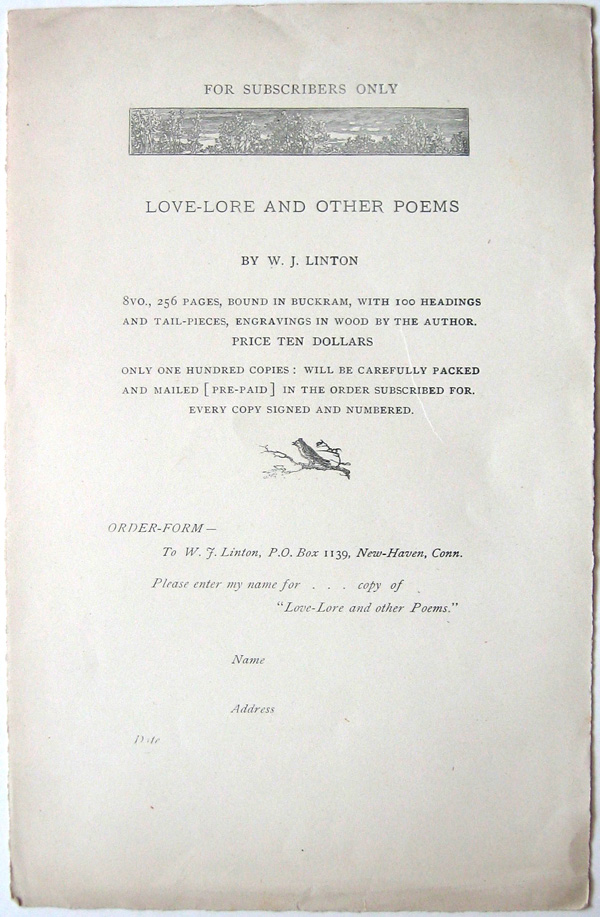 FOR SUBSCRIBERS ONLY
LOVE-LORE AND OTHER POEMS
BY W. J. LINTON
8VO., 256 PAGES, BOUND IN BUCKRAM, WITH 100 HEADINGS
AND TAIL-PIECES, ENGRAVINGS IN WOOD BY THE AUTHOR.
PRICE TEN DOLLARS
ONLY ONE HUNDRED COPIES: WILL BE CAREFULLY PACKED
AND MAILED [PRE-PAID] IN THE ORDER SUBSCRIBED FOR.
EVERY COPY SIGNED AND NUMBERED.
ORDER-FORM—
To W. J. Linton, P.O. Box 1139, New-Haven, Conn.
Please enter my name for . . . copy of
"Love-Lore and other Poems."
Name
Address
Date